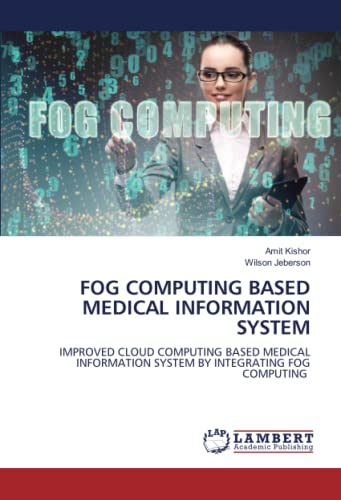 FOG COMPUTING
Amit Kishor
Wilson Jeberson
FOG COMPUTING BASED
MEDICAL INFORMATION
SYSTEM
IMPROVED CLOUD COMPUTING BASED MEDICAL
INFORMATION SYSTEM BY INTEGRATING FOG
COMPUTING
LAP
LAMBERT
Academic Publishing